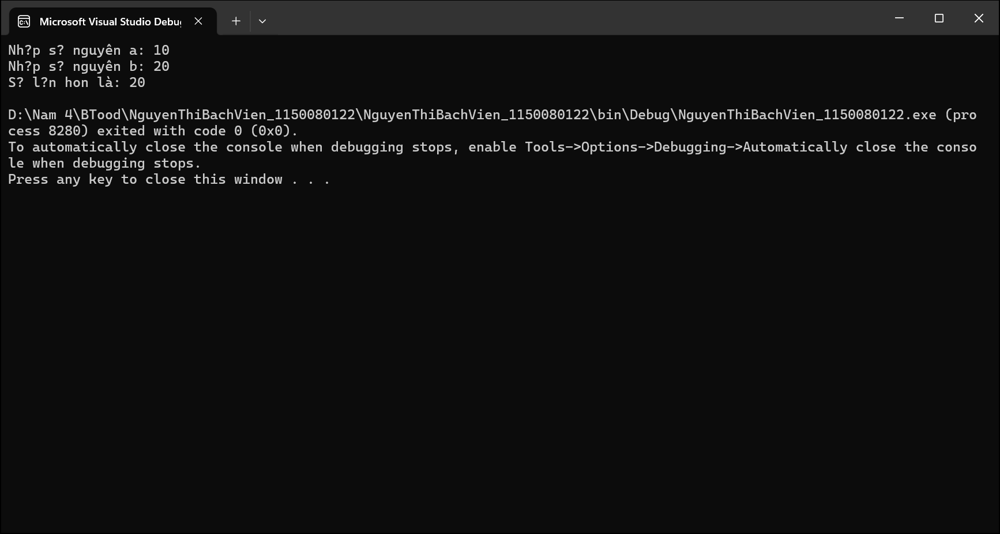 Microsoft Visual Studio Debug
Nh?p s? nguyên a: 10
Nh?p s? nguyên b: 20
S? l?n hon là: 20
D:\Nam 4\BTood\NguyenThiBachVien_1150080122\NguyenThiBachVien_1150080122\bin\Debug\NguyenThiBachVien_1150080122.exe (pro
cess 8280) exited with code 0 (0x0).
To automatically close the console when debugging stops, enable Tools->Options->Debugging->Automatically close the conso
le when debugging stops.
Press any key to close this window . . .